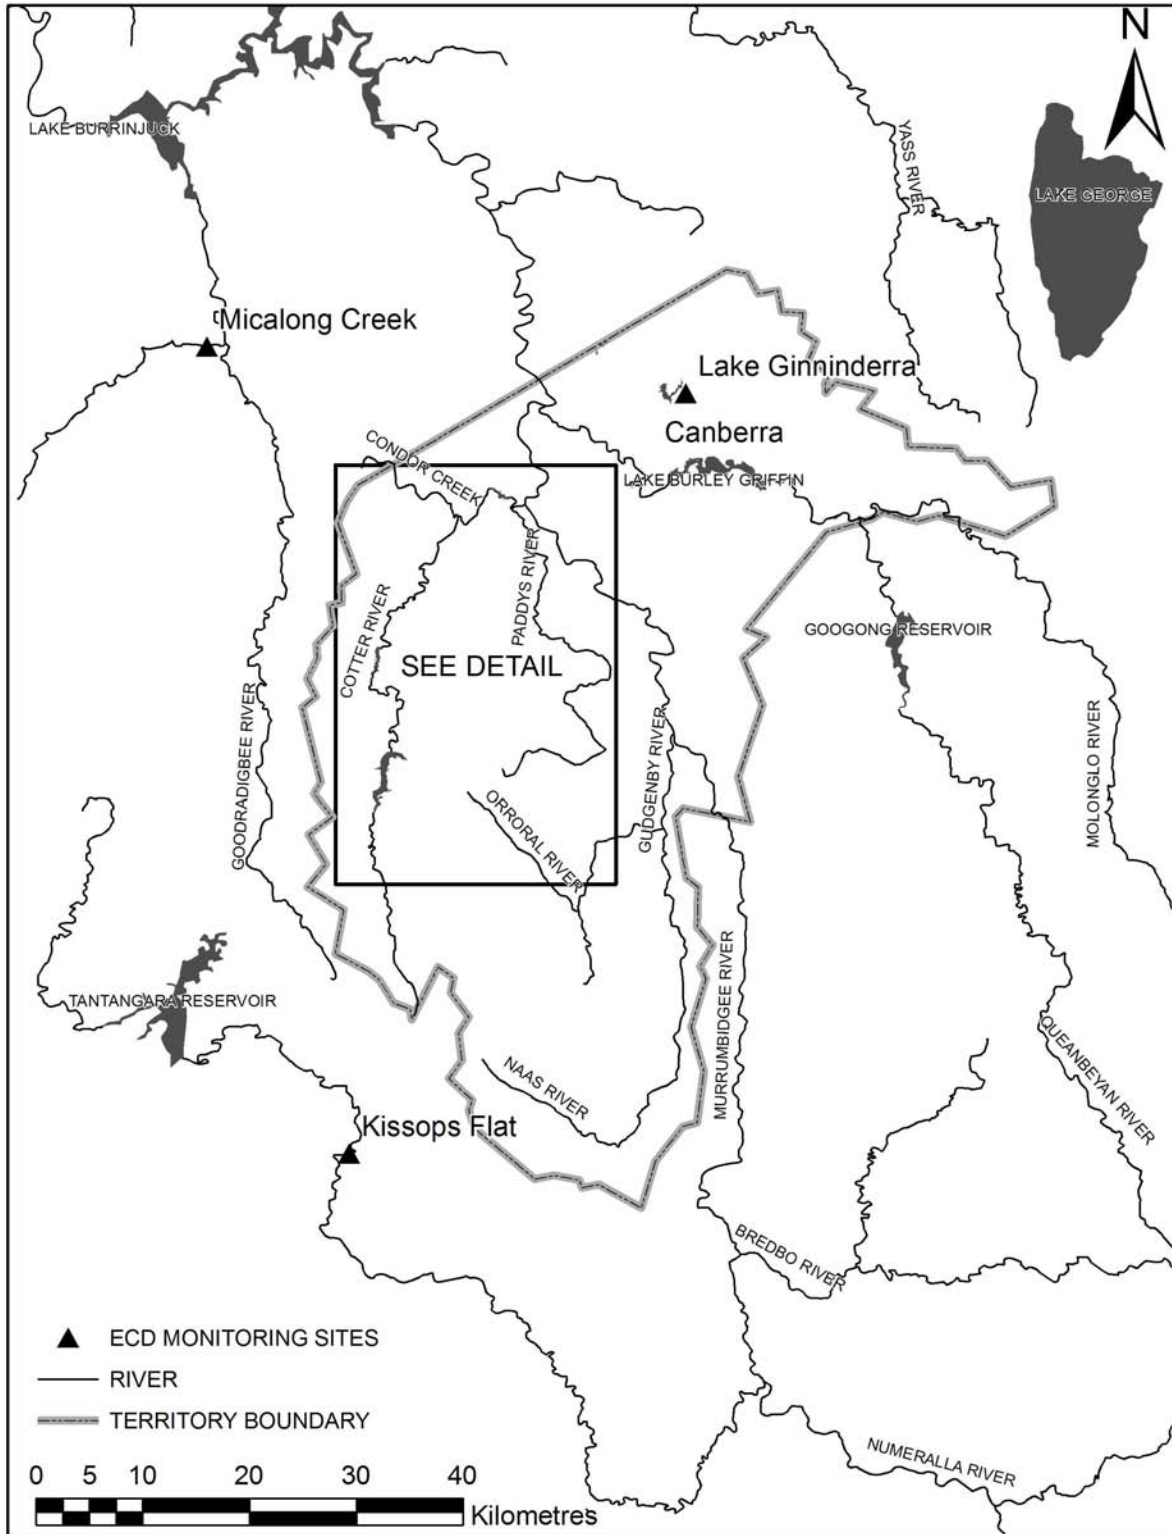 N
LAKE BURRINJUCK
YASS RIVER
LAKE GEORGE
Micalong Creek
Lake Ginninderra
Canberra
CONDOR CREEK
LAKE BURLEY GRIFFIN
PADDYS RIVER
COTTER RIVER
GOOGONG RESERVOIR
SEE DETAIL
GOODRADIGBEE RIVER
GUDGENBY RIVER
MOLONGLO RIVER
ORRORAL RIVER
TANTANGARA RESERVOIR
MURRUMBIDGEE RIVER
QUEANBEYAN RIVER
NAAS RIVER
Kissops Flat
BREDBO RIVER
ECD MONITORING SITES
RIVER
TERRITORY BOUNDARY
NUMERALLA RIVER
0 5 10 20 30 40
Kilometres